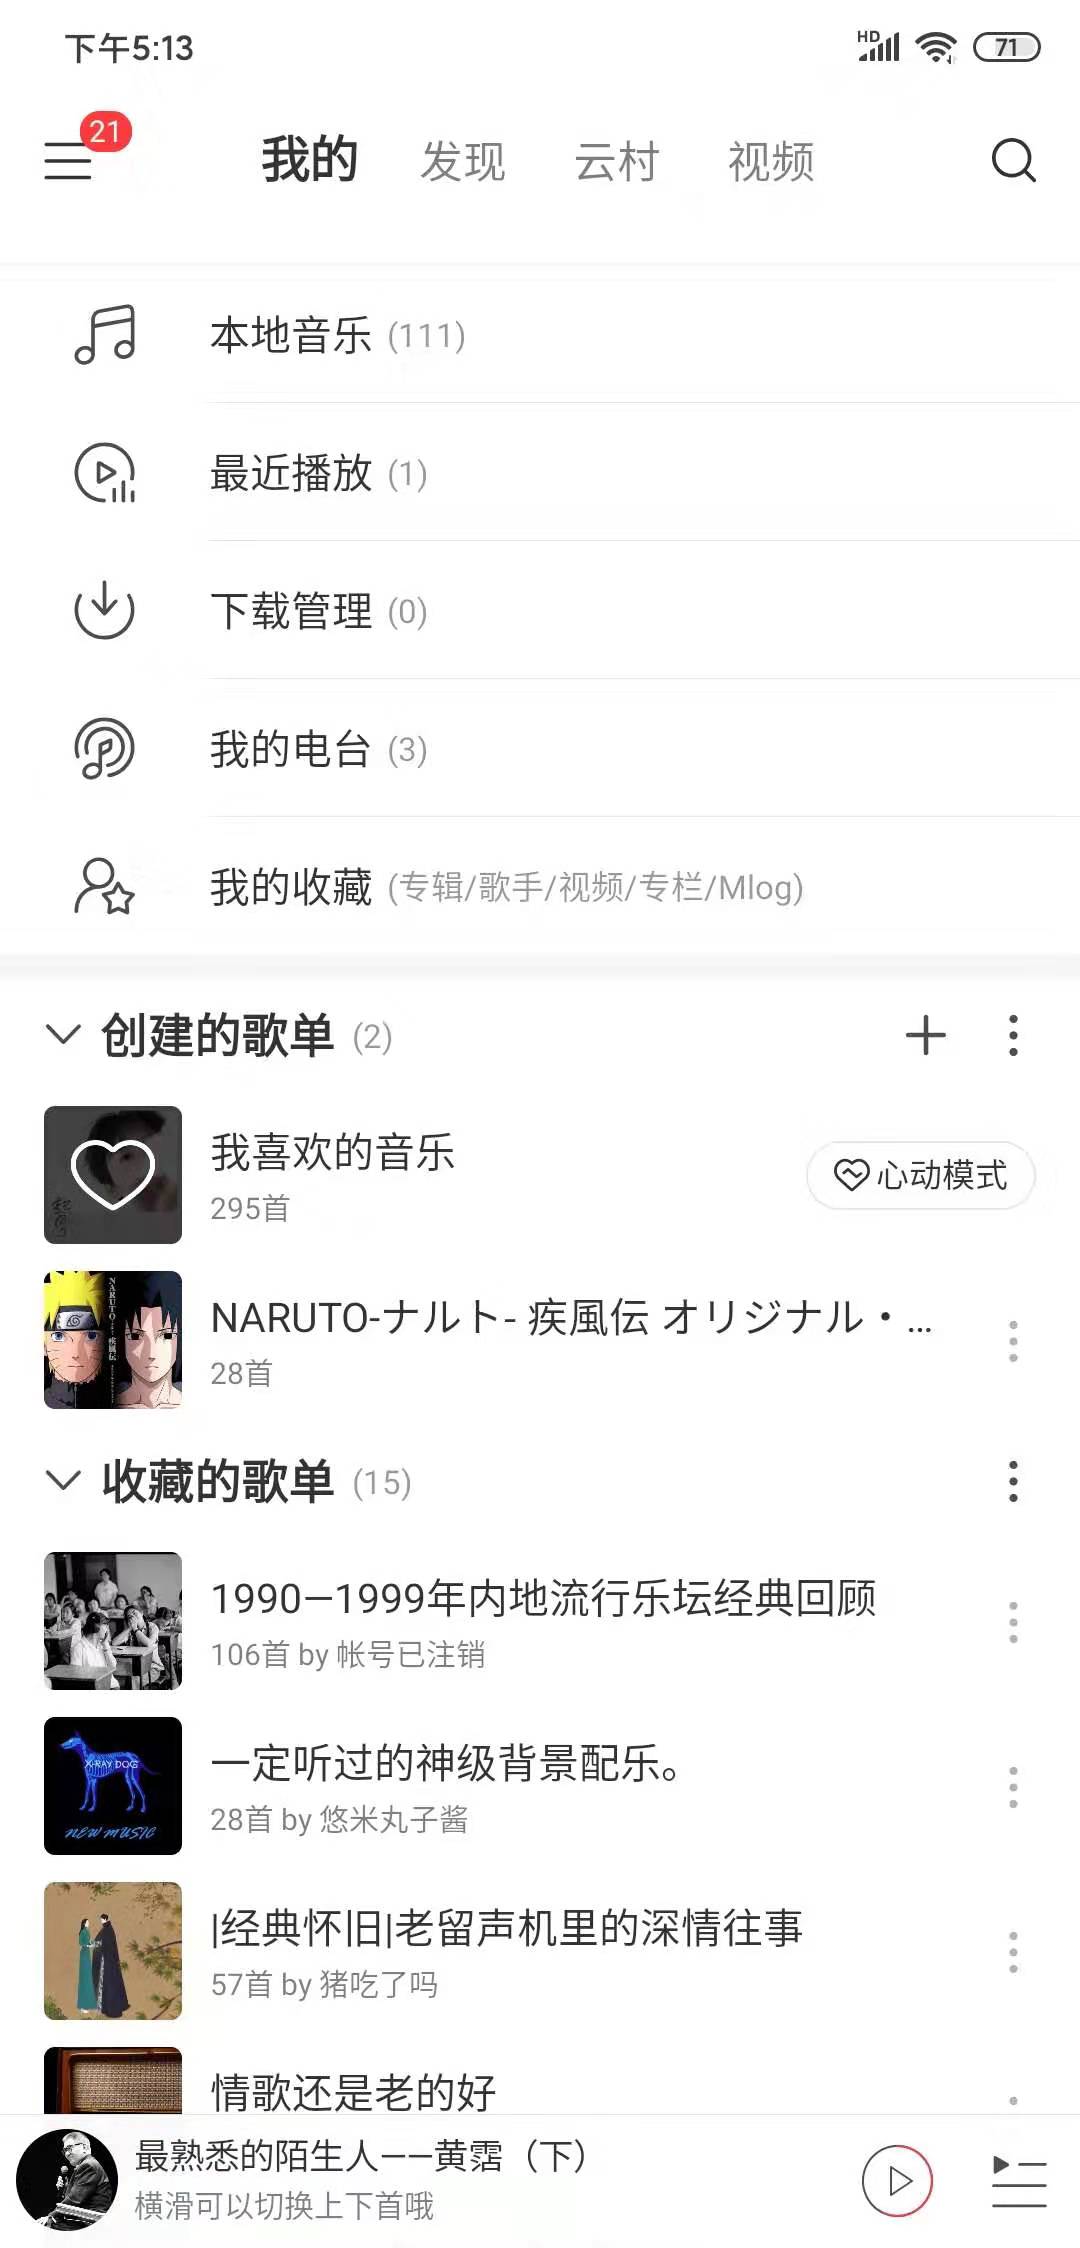 下午5:13
HD
71
21
我的 发现 云村 视频
本地音乐 (111)
最近播放 (1)
下载管理 (0)
我的电台 (3)
我的收藏 (专辑/歌手/视频/专栏/Mlog)
创建的歌单 (2)
我喜欢的音乐
295首
心动模式
NARUTO-ナルト- 疾風伝 オリジナル・...
28首
收藏的歌单 (15)
1990—1999年内地流行乐坛经典回顾
106首 by 帐号已注销
X-RAY DOG
NEW MUSIC
一定听过的神级背景配乐。
28首 by 悠米丸子酱
|经典怀旧|老留声机里的深情往事
57首 by 猪吃了吗
情歌还是老的好
最熟悉的陌生人——黄霑（下）
横滑可以切换上下首哦